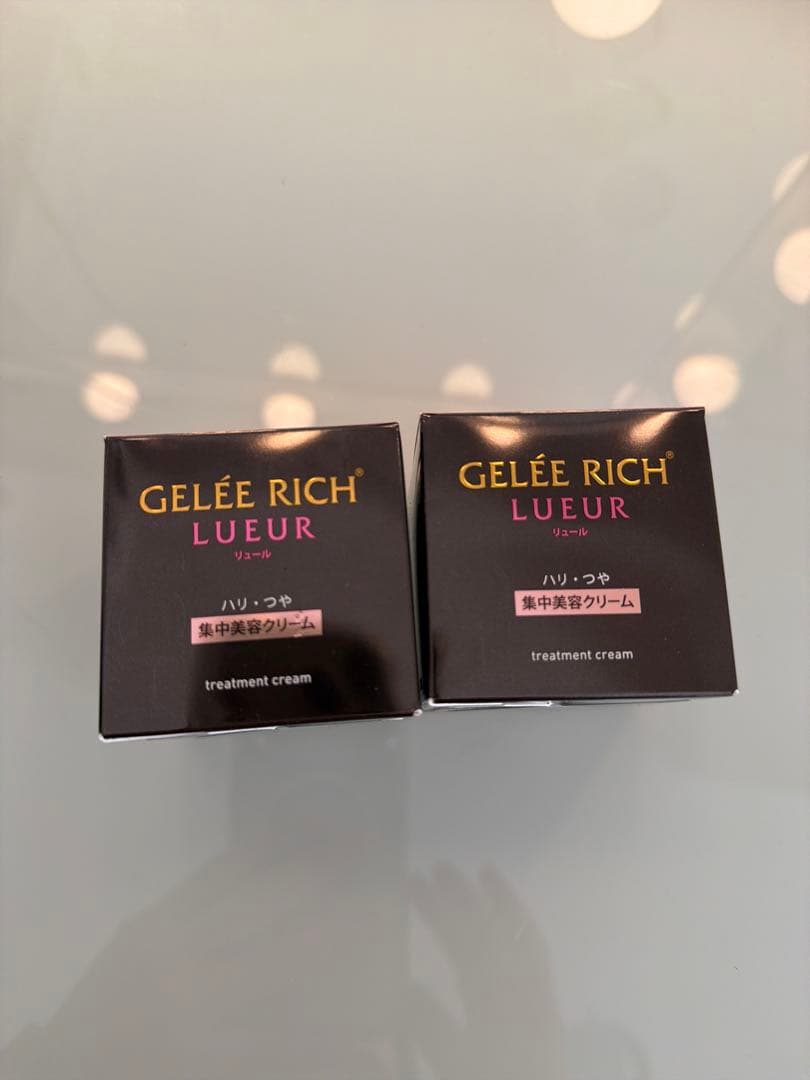 GELÉE RICH®
LUEUR
リュール
ハリ・つや
集中美容クリーム
treatment cream
GELÉE RICH®
LUEUR
リュール
ハリ・つや
集中美容クリーム
treatment cream